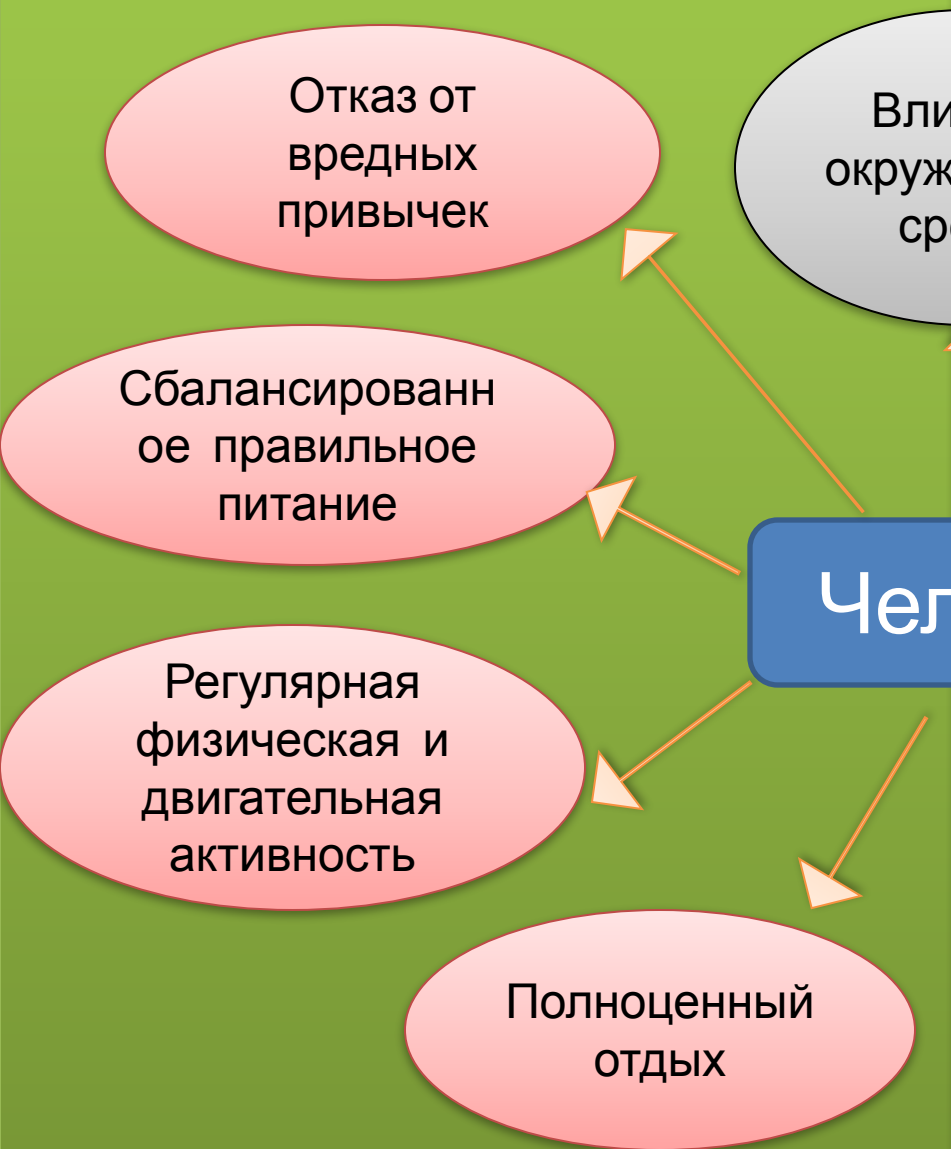 Отказ от
вредных
привычек
Сбалансированн
ое правильное
питание
Регулярная
физическая и
двигательная
активность
Полноценный
отдых